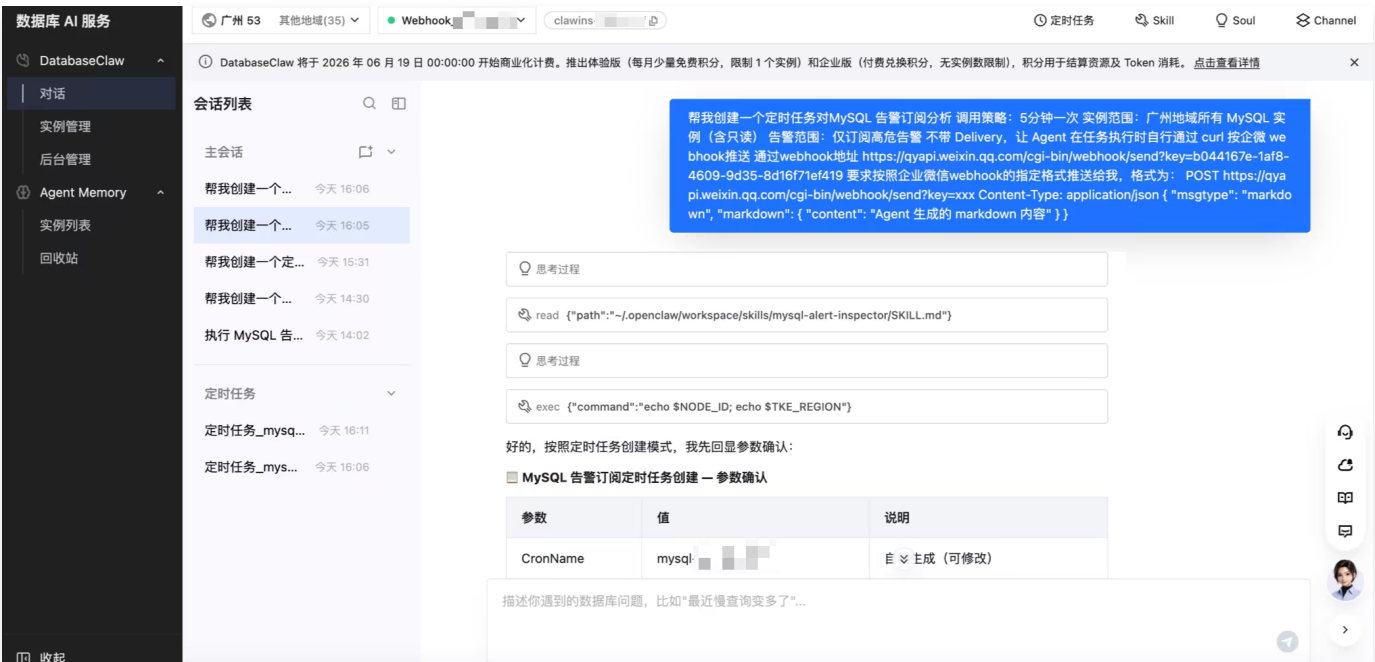 数据库 AI 服务
广州 53 其他地域(35)
Webhook_
clawins-
定时任务
Skill
Soul
Channel
DatabaseClaw
对话
实例管理
后台管理
Agent Memory
实例列表
回收站
收起
DatabaseClaw 将于 2026 年 06 月 19 日 00:00:00 开始商业化计费。推出体验版（每月少量免费积分，限制 1 个实例）和企业版（付费兑换积分，无实例数限制），积分用于结算资源及 Token 消耗。 点击查看详情
会话列表
主会话
帮我创建一个... 今天 16:06
帮我创建一个... 今天 16:05
帮我创建一个定... 今天 15:31
帮我创建一个... 今天 14:30
执行 MySQL 告... 今天 14:02
定时任务
定时任务_mysq... 今天 16:11
定时任务_mys... 今天 16:06
帮我创建一个定时任务对MySQL 告警订阅分析 调用策略：5分钟一次 实例范围：广州地域所有 MySQL 实
例（含只读） 告警范围：仅订阅高危告警 不带 Delivery，让 Agent 在任务执行时自行通过 curl 按企微 we
bhook推送 通过webhook地址 https://qyapi.weixin.qq.com/cgi-bin/webhook/send?key=b044167e-1af8-
4609-9d35-8d16f71ef419 要求按照企业微信webhook的指定格式推送给我，格式为： POST https://qya
pi.weixin.qq.com/cgi-bin/webhook/send?key=xxx Content-Type: application/json { "msgtype": "markdo
wn", "markdown": { "content": "Agent 生成的 markdown 内容" } }
思考过程
read {"path":"~/.openclaw/workspace/skills/mysql-alert-inspector/SKILL.md"}
思考过程
exec {"command":"echo $NODE_ID; echo $TKE_REGION"}
好的，按照定时任务创建模式，我先回显参数确认：
MySQL 告警订阅定时任务创建 — 参数确认
参数 值 说明
CronName mysql- 自 生成（可修改）
描述你遇到的数据库问题，比如"最近慢查询变多了"...